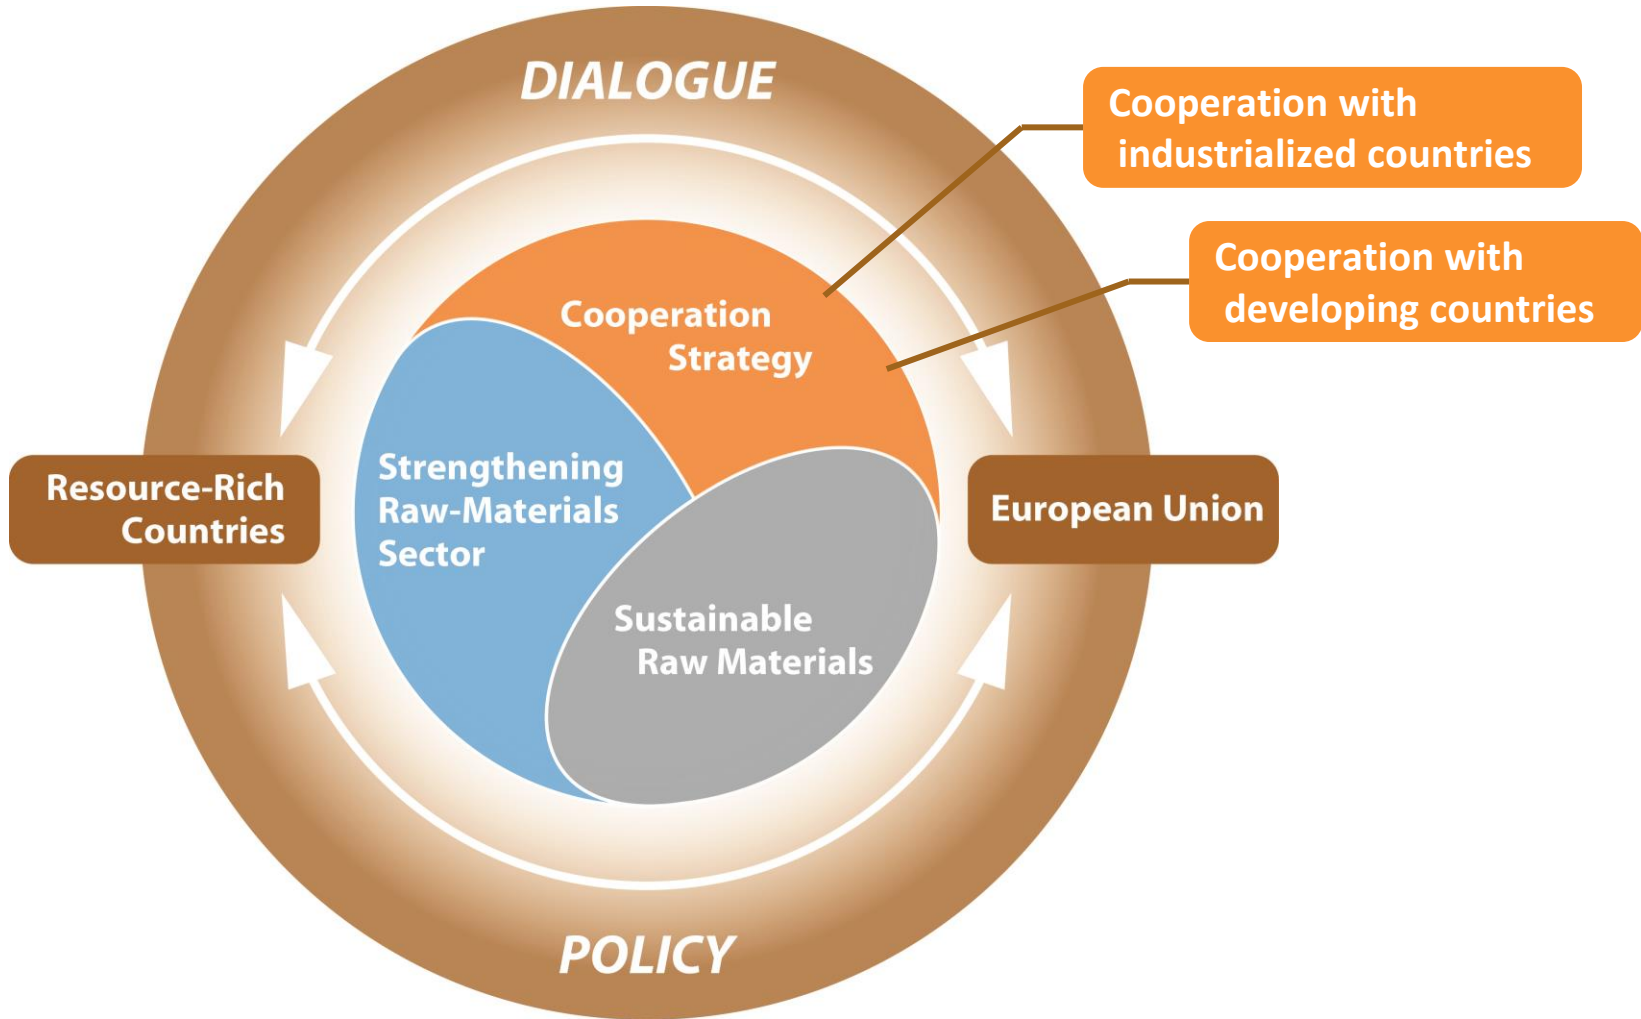 DIALOGUE
Cooperation with
industrialized countries
Cooperation with
developing countries
Cooperation
Strategy
Strengthening
Raw-Materials
Sector
Resource-Rich
Countries
European Union
Sustainable
Raw Materials
POLICY